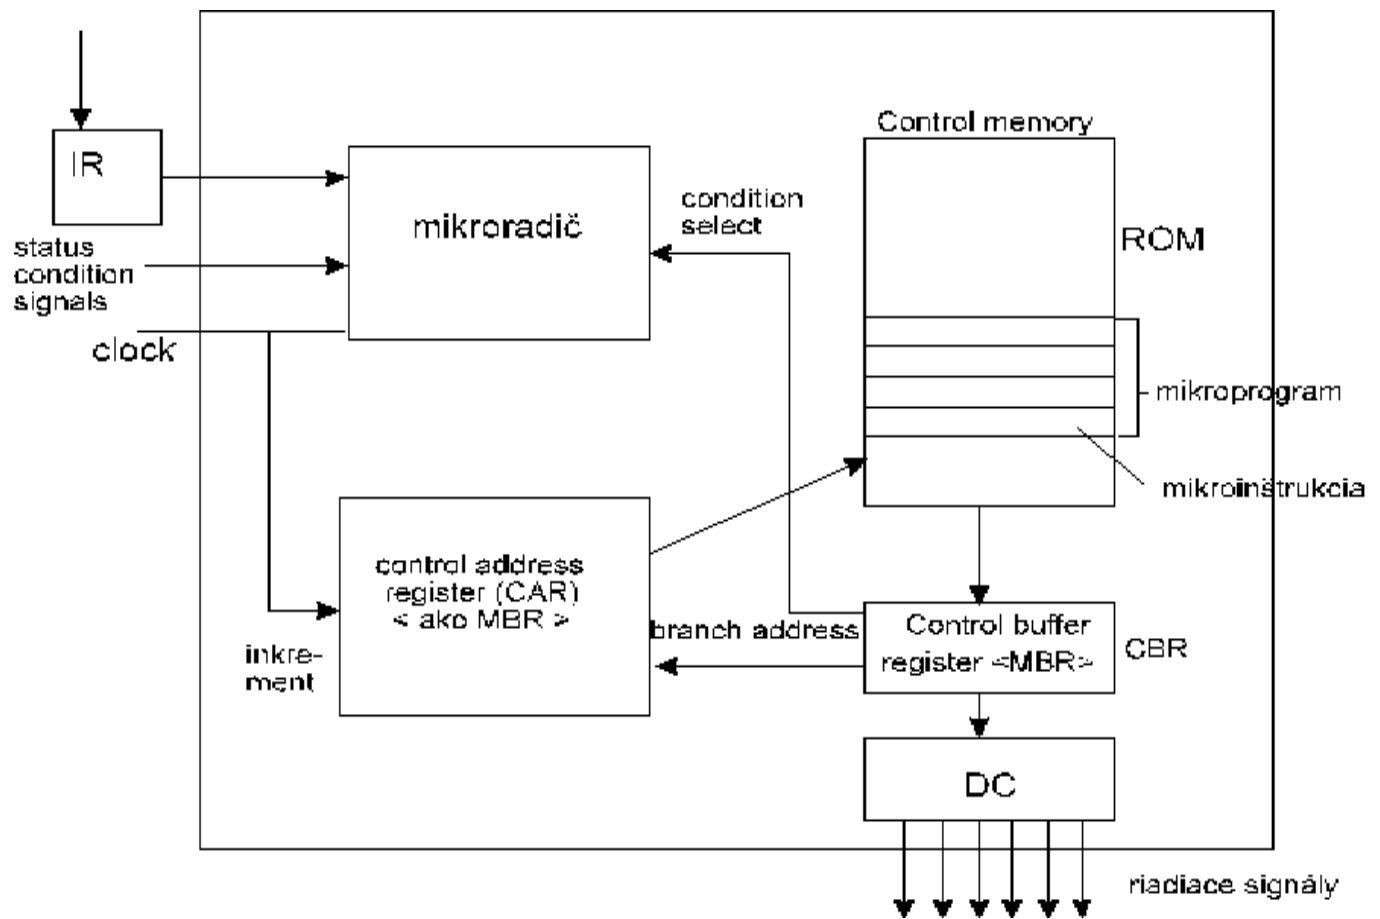 Control memory
IR
mikroradič
condition
select
ROM
status
condition
signals
clock
mikroprogram
mikroinštrukcia
control address
register (CAR)
< ako MBR >
inkre-
ment
branch address
Control buffer
register <MBR>
CBR
DC
riadiace signály